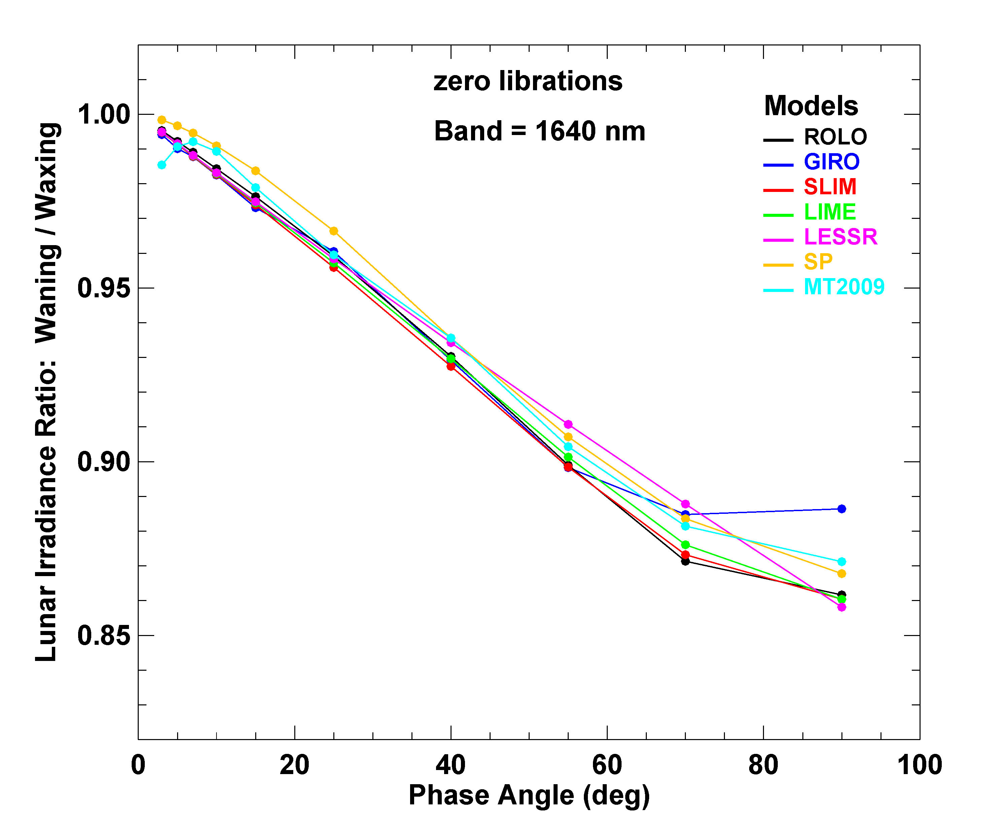 zero librations
Band = 1640 nm
Models
ROLO
GIRO
SLIM
LIME
LESSR
SP
MT2009
Lunar Irradiance Ratio: Waning / Waxing
1.00
0.95
0.90
0.85
0 20 40 60 80 100
Phase Angle (deg)